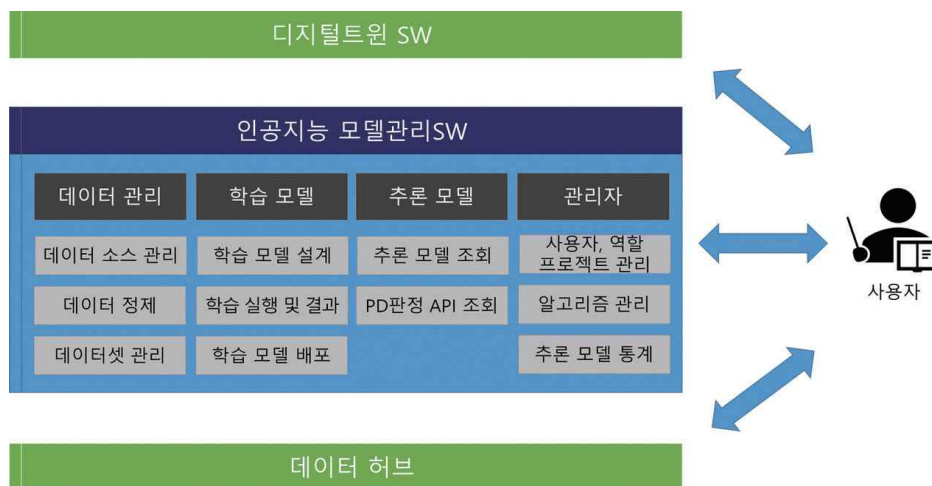 디지털트윈 SW
인공지능 모델관리SW
데이터 관리
학습 모델
추론 모델
관리자
데이터 소스 관리
학습 모델 설계
추론 모델 조회
사용자, 역할
프로젝트 관리
데이터 정제
학습 실행 및 결과
PD판정 API 조회
알고리즘 관리
데이터셋 관리
학습 모델 배포
추론 모델 통계
사용자
데이터 허브